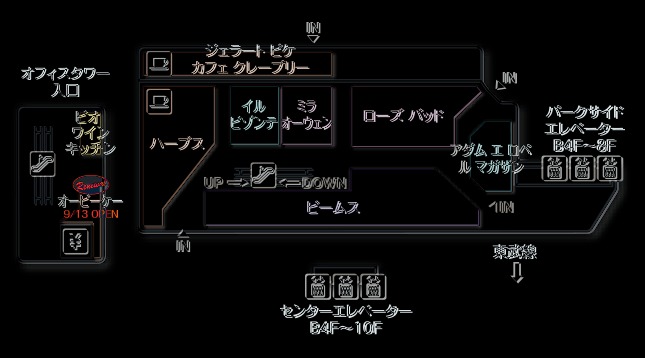 IN
ジェラート ピケ
カフェ クレープリー
オフィスタワー
入口
IN
ビオ
ワイン
キッチン
イル
ビゾンテ
ミラ
オーウェン
ローズ バッド
パークサイド
エレベーター
B4F〜8F
ハーブス
アダム エ ロペ
ル マガザン
UP
DOWN
Renewal
オーピーケー
9/13 OPEN
ビームス
IN
IN
東武線
センターエレベーター
B4F〜10F